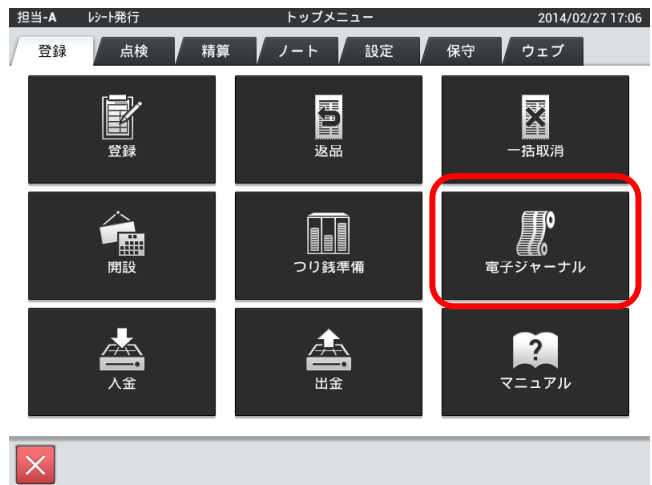 担当-A ﾚｼｰﾄ発行 トップメニュー 2014/02/27 17:06
登録 点検 精算 ノート 設定 保守 ウェブ
登録 返品 一括取消
開設 つり銭準備 電子ジャーナル
入金 出金 マニュアル